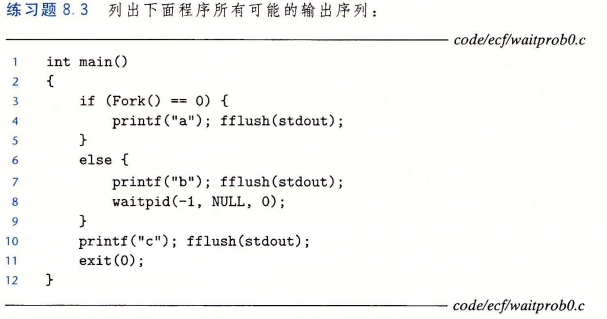 练习题 8.3 列出下面程序所有可能的输出序列：
code/ecf/waitprob0.c
1 int main()
2 {
3     if (Fork() == 0) {
4         printf("a"); fflush(stdout);
5     }
6     else {
7         printf("b"); fflush(stdout);
8         waitpid(-1, NULL, 0);
9     }
10     printf("c"); fflush(stdout);
11     exit(0);
12 }
code/ecf/waitprob0.c